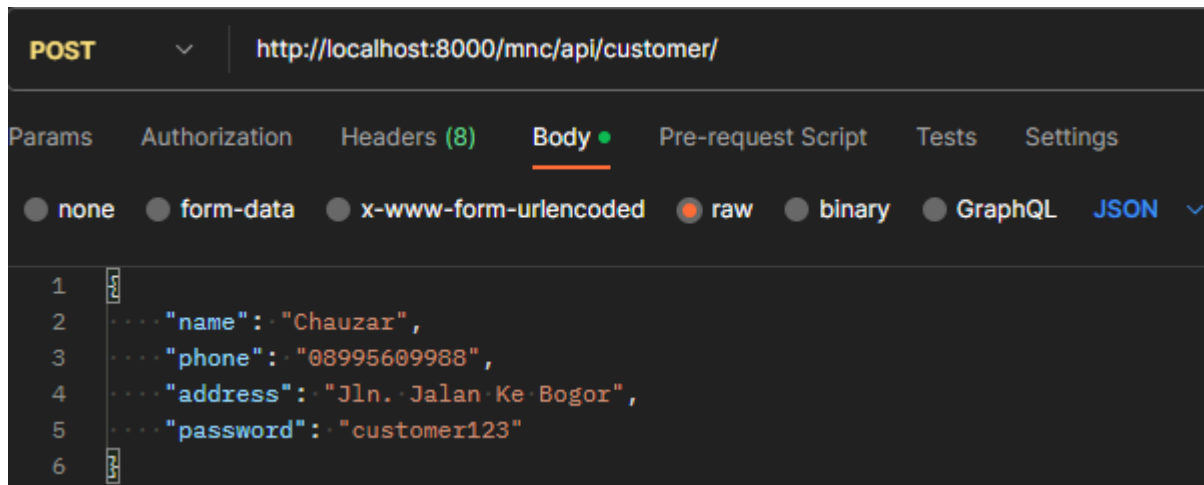 POST http://localhost:8000/mnc/api/customer/
Params Authorization Headers (8) Body Pre-request Script Tests Settings
none form-data x-www-form-urlencoded raw binary GraphQL JSON
1 {
2 "name": "Chauzar",
3 "phone": "08995609988",
4 "address": "Jln. Jalan Ke Bogor",
5 "password": "customer123"
6 }